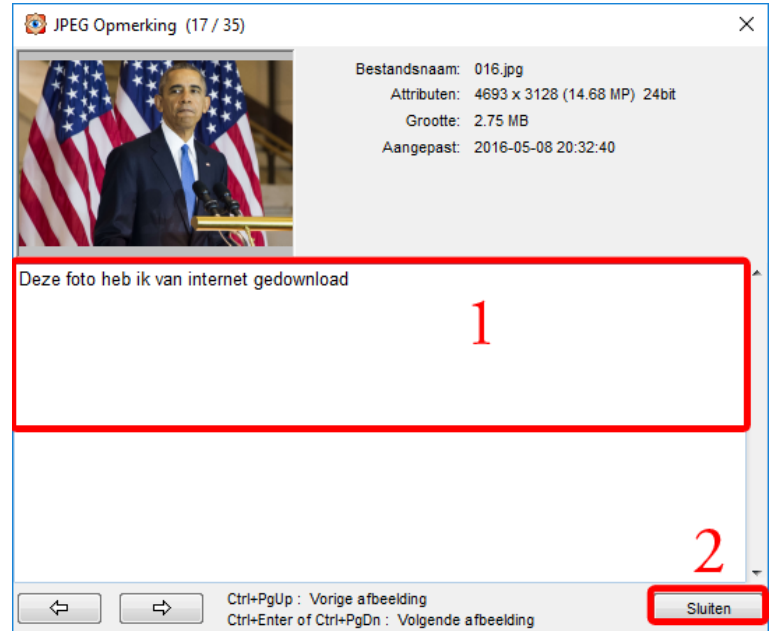 JPEG Opmerking (17 / 35)
Bestandsnaam: 016.jpg
Attributen: 4693 x 3128 (14.68 MP) 24bit
Grootte: 2.75 MB
Aangepast: 2016-05-08 20:32:40
Deze foto heb ik van internet gedownload
1
2
Ctrl+PgUp : Vorige afbeelding
Ctrl+Enter of Ctrl+PgDn : Volgende afbeelding
Sluiten